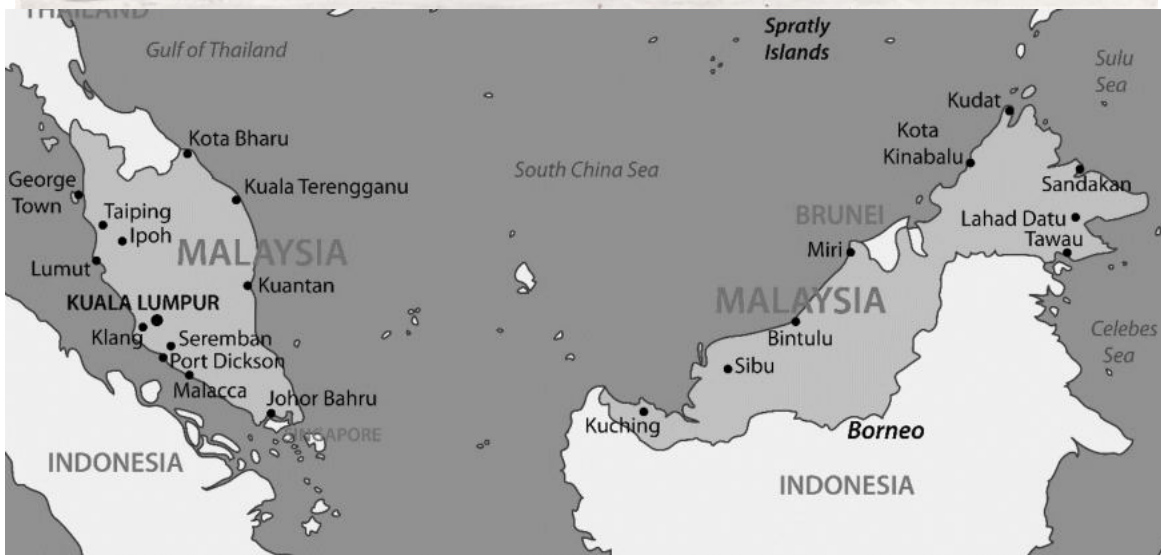 THAILAND
Gulf of Thailand
Spratly
Islands
Sulu
Sea
Kudat
Kota Bharu
Kota
Kinabalu
South China Sea
George
Town
Kuala Terengganu
Sandakan
Taiping
Ipoh
BRUNEI
Lahad Datu
Tawau
MALAYSIA
Miri
Lumut
Kuantan
KUALA LUMPUR
MALAYSIA
Klang
Seremban
Bintulu
Celebes
Sea
Port Dickson
Sibu
Malacca
Johor Bahru
Kuching
SINGAPORE
Borneo
INDONESIA
INDONESIA